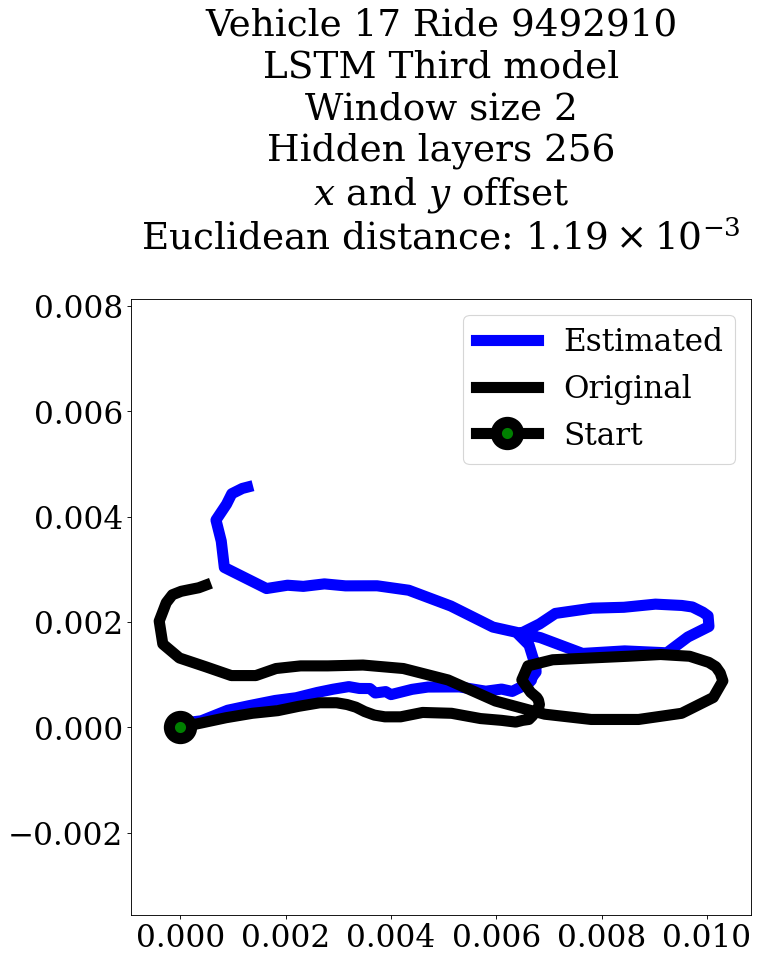 Vehicle 17 Ride 9492910
LSTM Third model
Window size 2
Hidden layers 256
x and y offset
Euclidean distance: 1.19 × 10⁻³
0.008
0.006
0.004
0.002
0.000
−0.002
Estimated
Original
Start
0.000 0.002 0.004 0.006 0.008 0.010